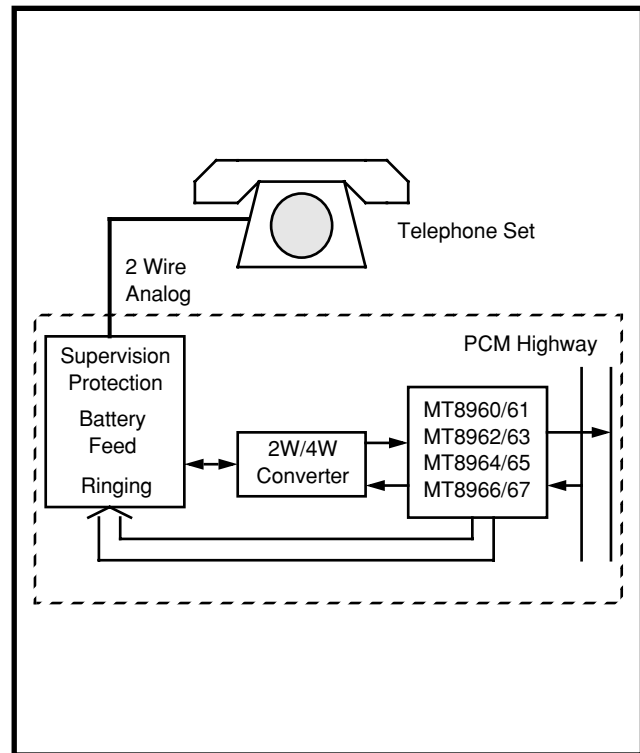 Telephone Set
2 Wire
Analog
PCM Highway
Supervision
Protection
Battery
Feed
Ringing
2W/4W
Converter
MT8960/61
MT8962/63
MT8964/65
MT8966/67